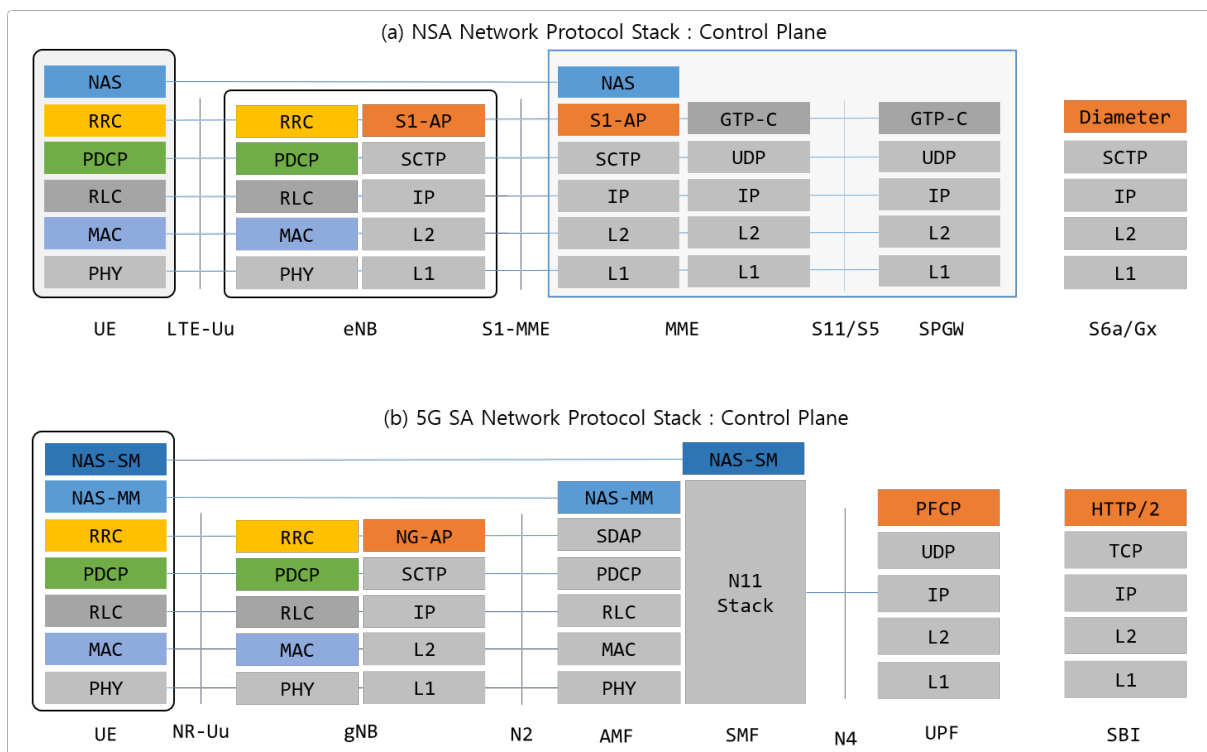 (a) NSA Network Protocol Stack : Control Plane
NAS NAS
RRC RRC S1-AP S1-AP GTP-C GTP-C Diameter
PDCP PDCP SCTP SCTP UDP UDP SCTP
RLC RLC IP IP IP IP IP
MAC MAC L2 L2 L2 L2 L2
PHY PHY L1 L1 L1 L1 L1
UE LTE-Uu eNB S1-MME MME S11/S5 SPGW S6a/Gx
(b) 5G SA Network Protocol Stack : Control Plane
NAS-SM NAS-SM
NAS-MM NAS-MM PFCP HTTP/2
RRC RRC NG-AP SDAP UDP TCP
PDCP PDCP SCTP PDCP N11
Stack
IP IP
RLC RLC IP RLC
MAC MAC L2 MAC L2 L2
PHY PHY L1 PHY L1 L1
UE NR-Uu gNB N2 AMF SMF N4 UPF SBI